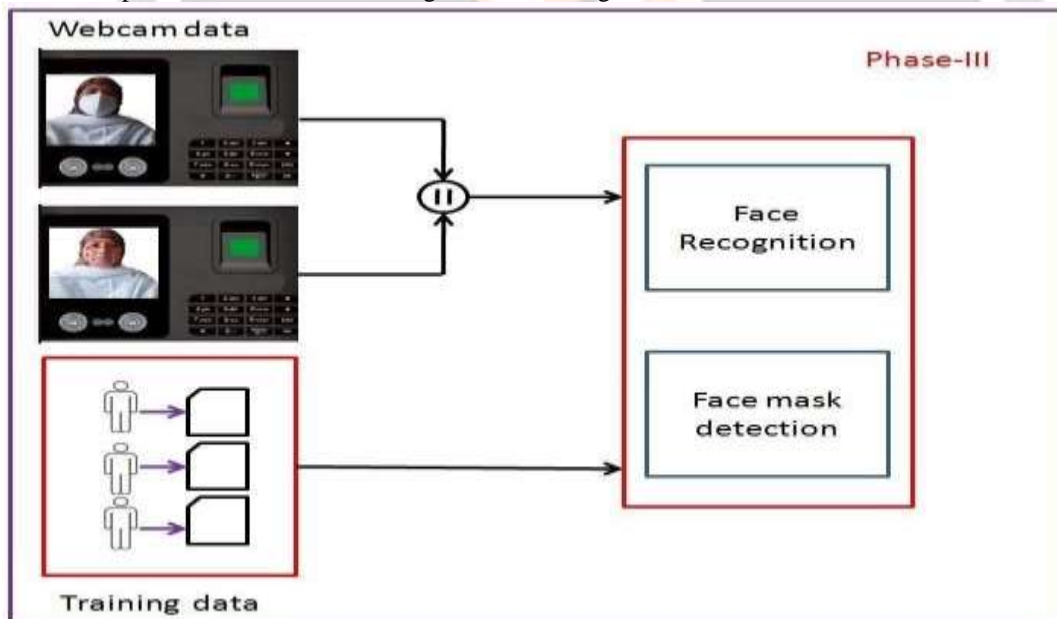 Webcam data
Phase-III
Face
Recognition
Face mask
detection
Training data